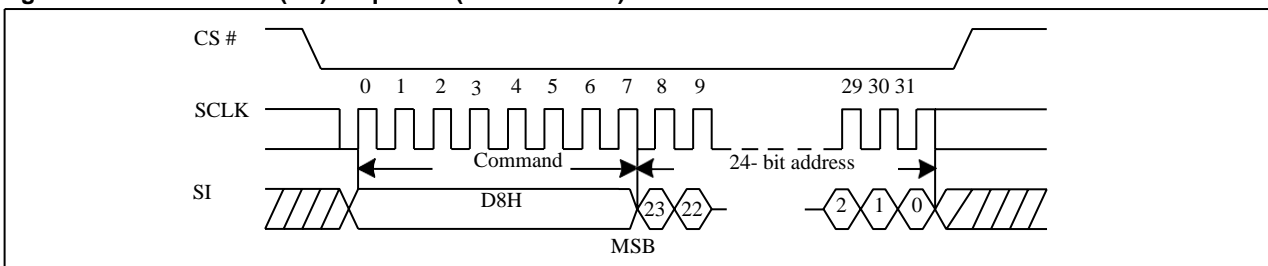 CS #
0 1 2 3 4 5 6 7 8 9 29 30 31
SCLK
Command 24- bit address
SI D8H 23 22 2 1 0
MSB